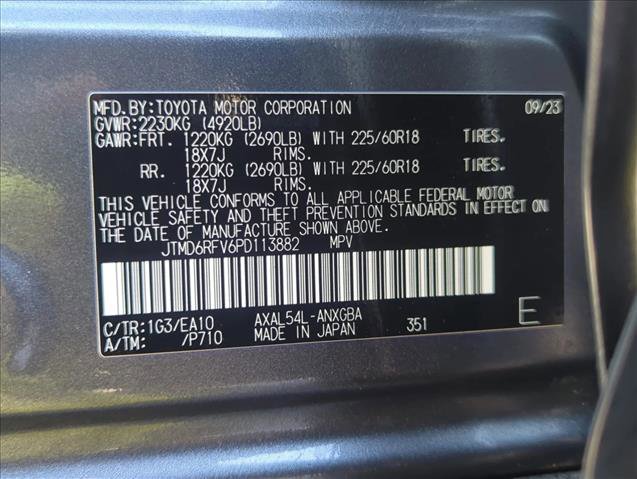 MFD.BY:TOYOTA MOTOR CORPORATION 09/23
GVWR:2230KG (4920LB)
GAWR:FRT. 1220KG (2690LB) WITH 225/60R18 TIRES.
18X7J RIMS.
RR. 1220KG (2690LB) WITH 225/60R18 TIRES.
18X7J RIMS.
THIS VEHICLE CONFORMS TO ALL APPLICABLE FEDERAL MOTOR
VEHICLE SAFETY AND THEFT PREVENTION STANDARDS IN EFFECT ON
THE DATE OF MANUFACTURE SHOWN ABOVE.
JTMD6RFV6PD113882 MPV
C/TR:1G3/EA10 AXAL54L-ANXGBA 351 E
A/TM: /P710 MADE IN JAPAN